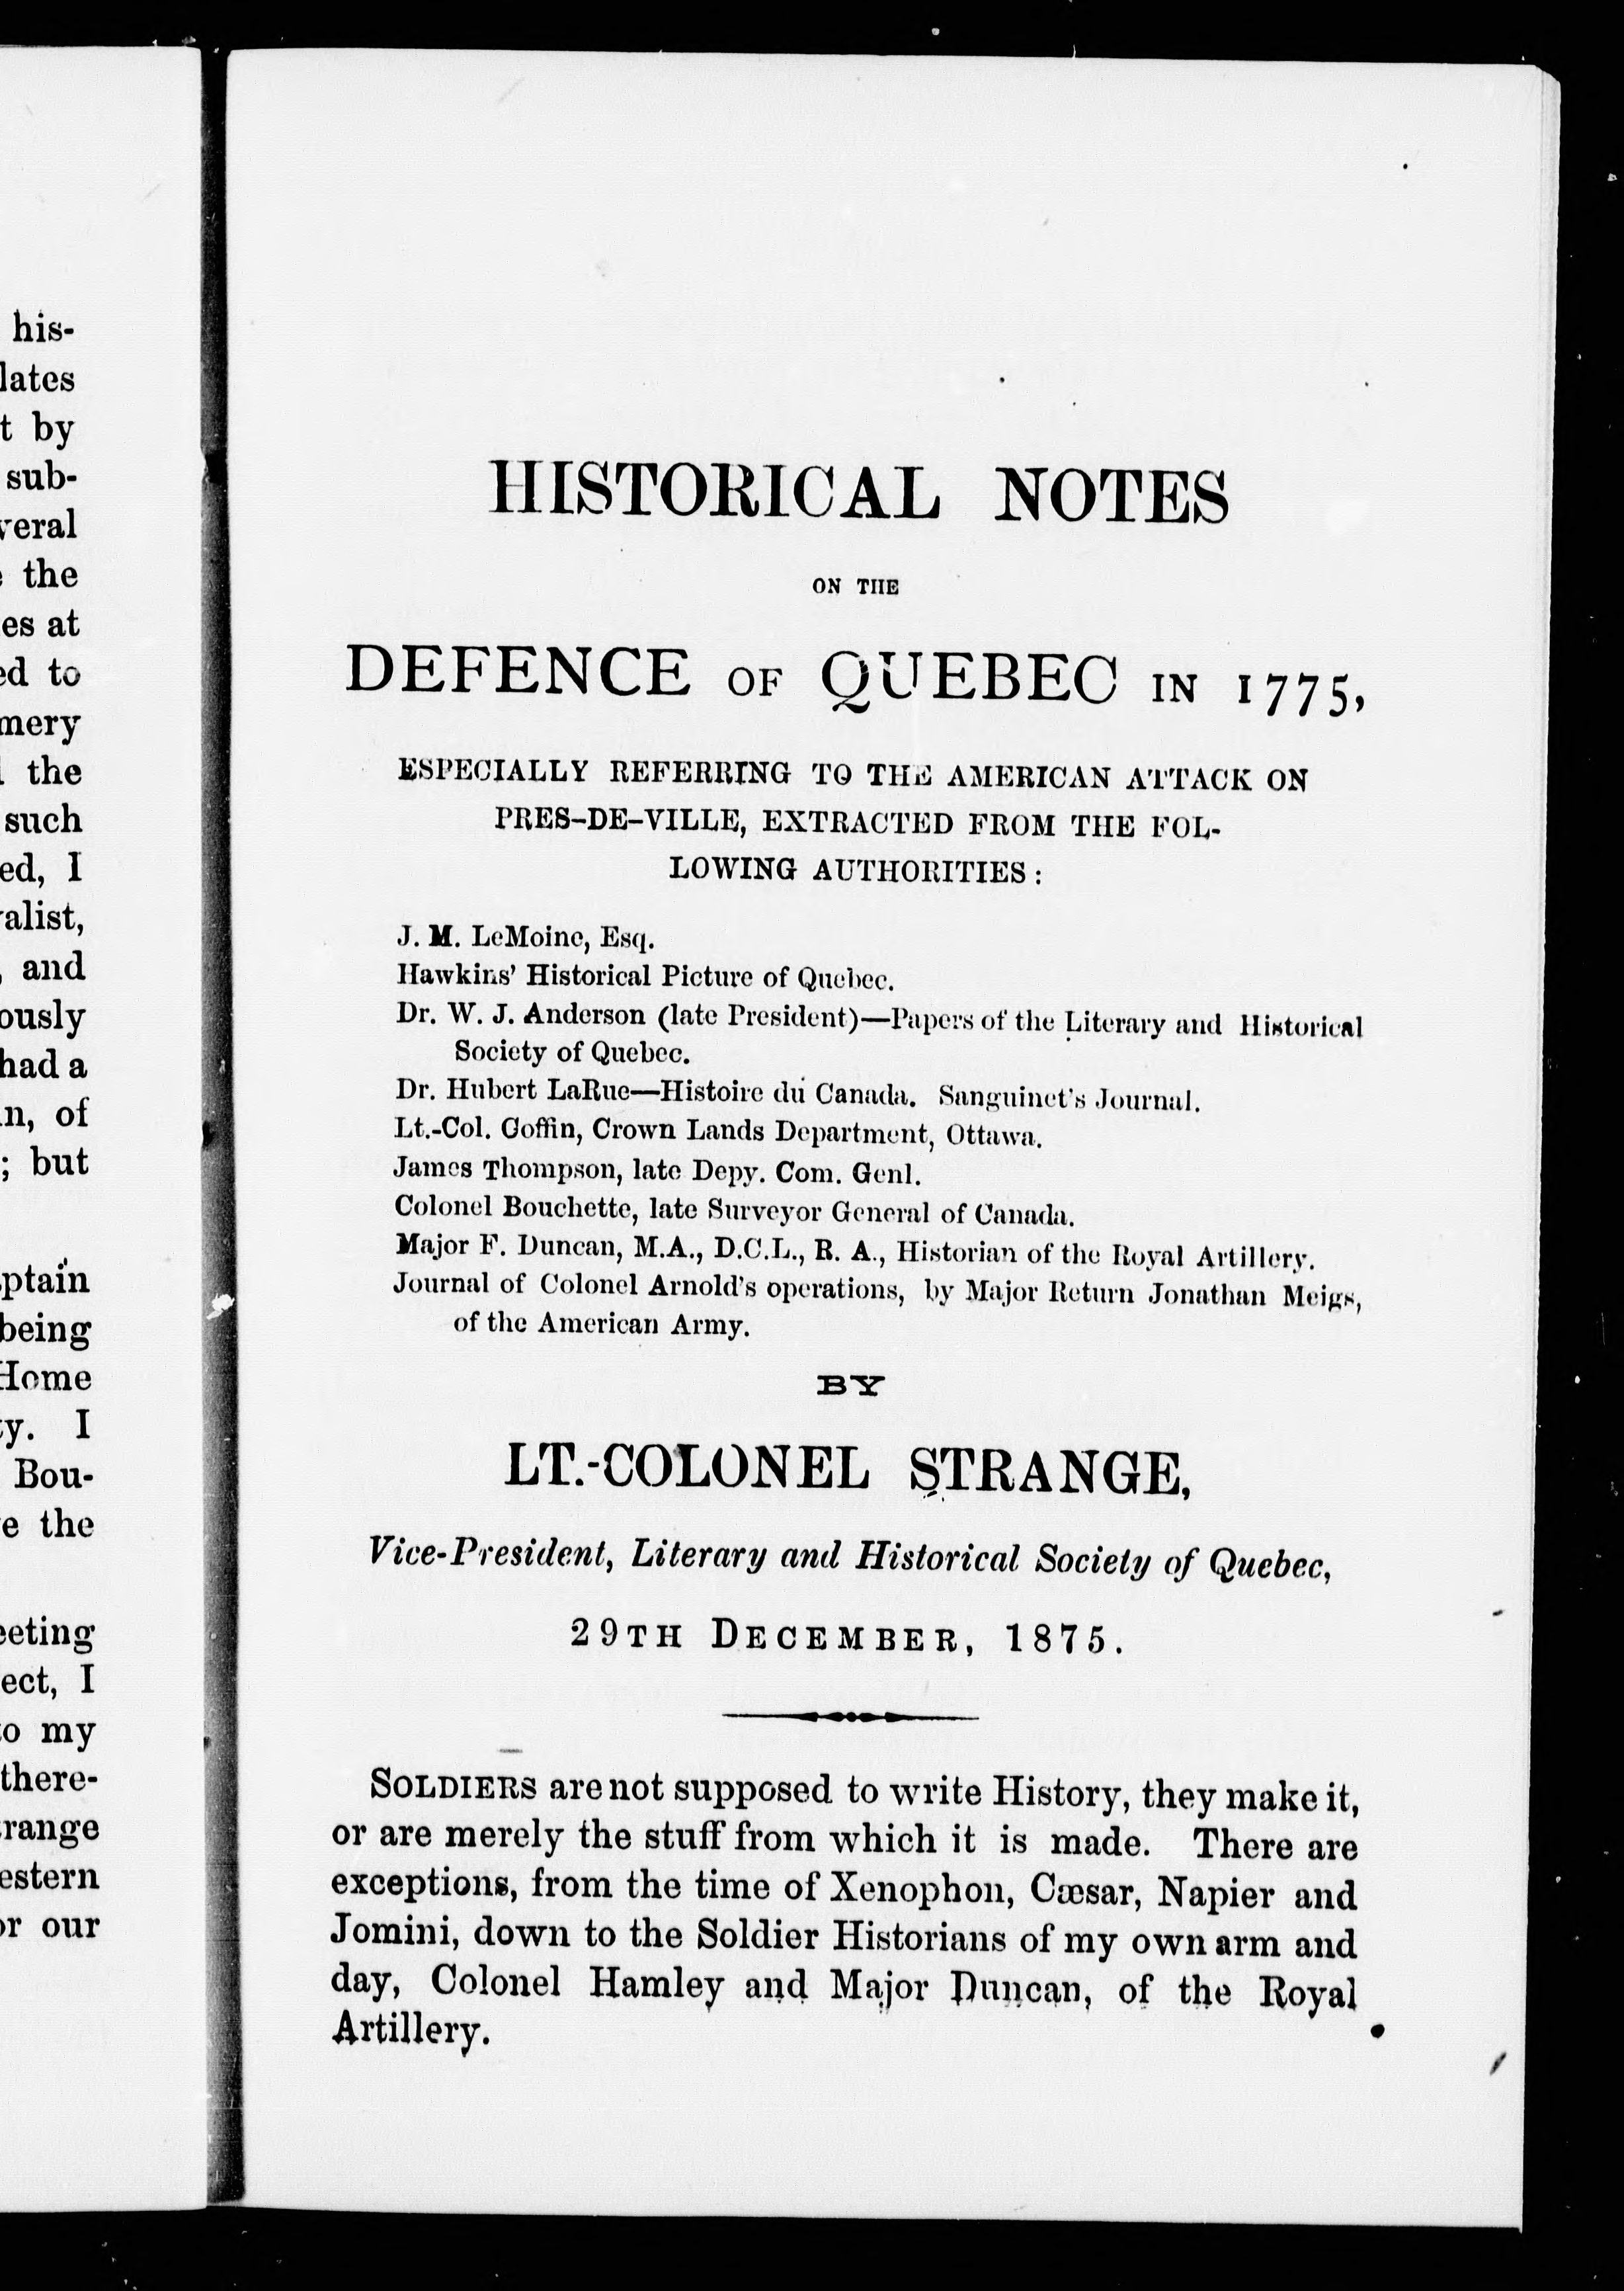 his-
lates
t by
sub-
veral
the
es at
ed to
mery
the
such
ed, I
alist,
and
ously
had a
n, of
; but
ptain
being
Home
y. I
Bou-
e the
eeting
ect, I
o my
there-
range
estern
or our
HISTORICAL NOTES
ON THE
DEFENCE OF QUEBEC IN 1775,
ESPECIALLY REFERRING TO THE AMERICAN ATTACK ON
PRES-DE-VILLE, EXTRACTED FROM THE FOL-
LOWING AUTHORITIES:
J. M. LeMoine, Esq.
Hawkins' Historical Picture of Quebec.
Dr. W. J. Anderson (late President)—Papers of the Literary and Historical
Society of Quebec.
Dr. Hubert LaRue—Histoire du Canada. Sanguinet's Journal.
Lt.-Col. Coffin, Crown Lands Department, Ottawa.
James Thompson, late Depy. Com. Genl.
Colonel Bouchette, late Surveyor General of Canada.
Major F. Duncan, M.A., D.C.L., R. A., Historian of the Royal Artillery.
Journal of Colonel Arnold's operations, by Major Return Jonathan Meigs,
of the American Army.
BY
LT.-COLONEL STRANGE,
Vice-President, Literary and Historical Society of Quebec,
29TH DECEMBER, 1875.
SOLDIERS are not supposed to write History, they make it,
or are merely the stuff from which it is made. There are
exceptions, from the time of Xenophon, Cæsar, Napier and
Jomini, down to the Soldier Historians of my own arm and
day, Colonel Hamley and Major Duncan, of the Royal
Artillery.